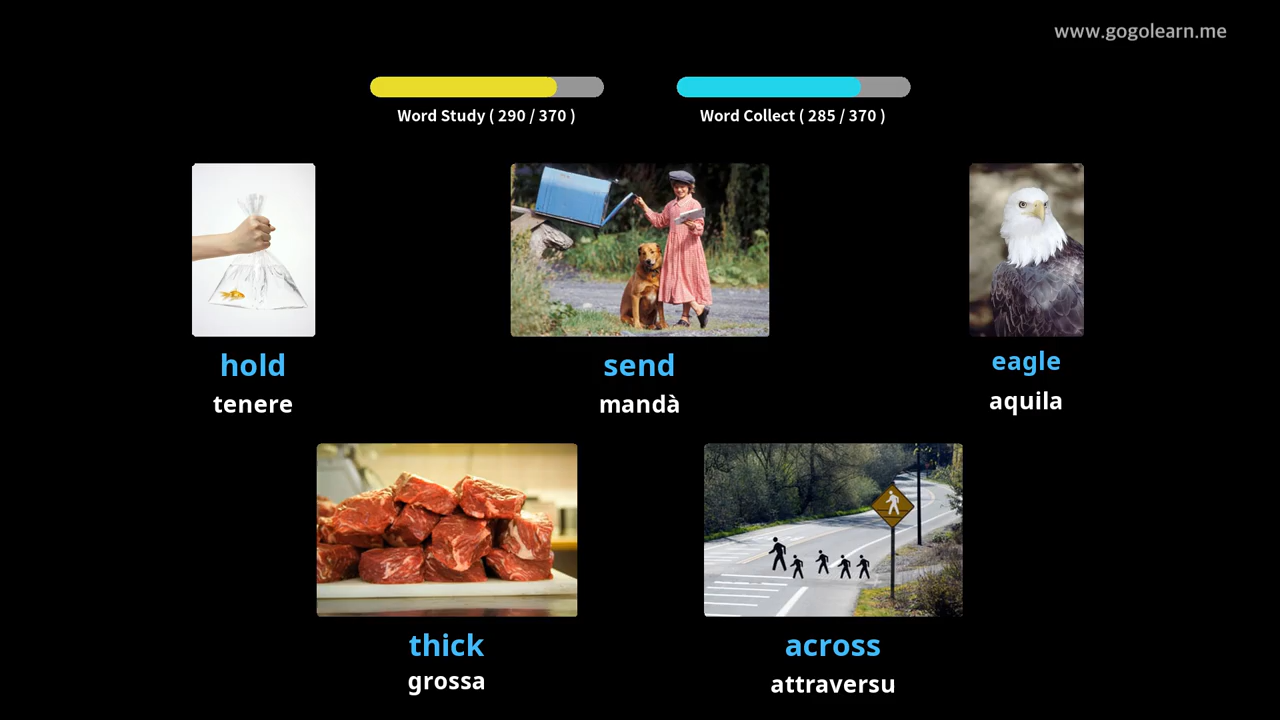 www.gogolearn.me
Word Study ( 290 / 370 )
Word Collect ( 285 / 370 )
hold
tenere
send
mandà
eagle
aquila
thick
grossa
across
attraversu